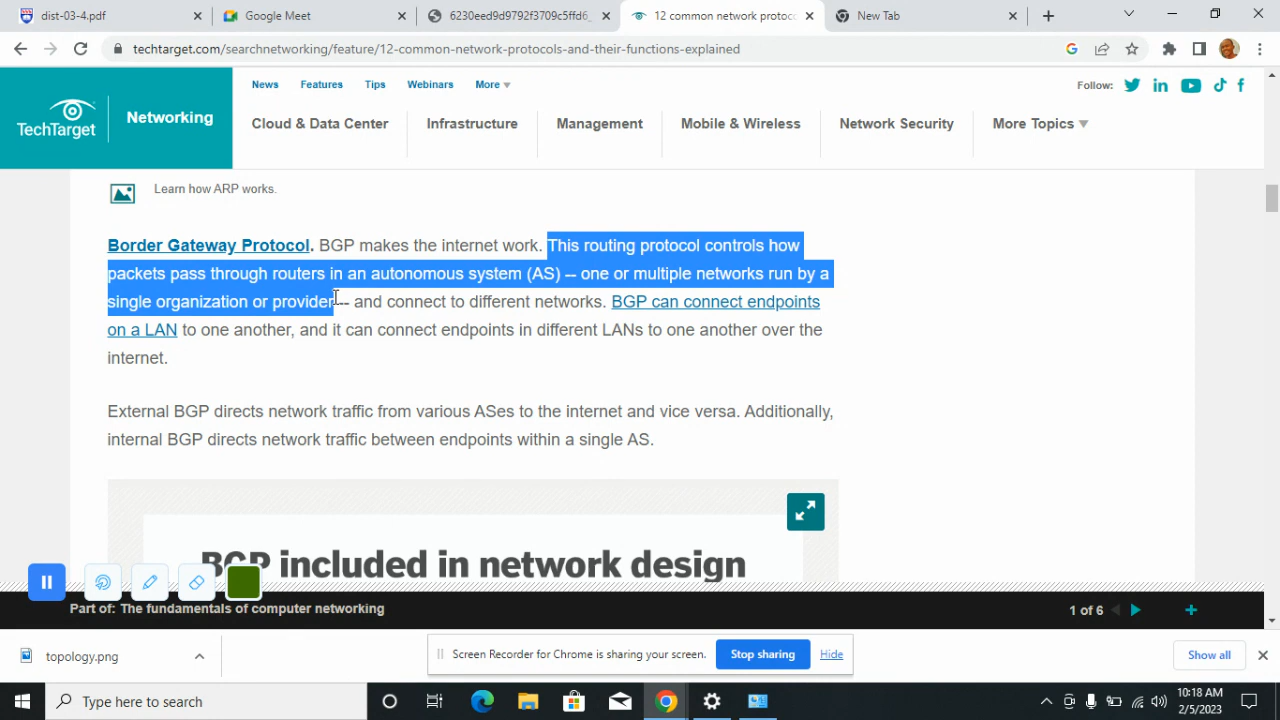 dist-03-4.pdf
Google Meet
6230eed9d9792f3709c5ffd6_
12 common network protoco
New Tab
techtarget.com/searchnetworking/feature/12-common-network-protocols-and-their-functions-explained
TechTarget
Networking
News Features Tips Webinars More
Follow:
Cloud & Data Center Infrastructure Management Mobile & Wireless Network Security More Topics
Learn how ARP works.
Border Gateway Protocol. BGP makes the internet work. This routing protocol controls how
packets pass through routers in an autonomous system (AS) -- one or multiple networks run by a
single organization or provider -- and connect to different networks. BGP can connect endpoints
on a LAN to one another, and it can connect endpoints in different LANs to one another over the
internet.
External BGP directs network traffic from various ASes to the internet and vice versa. Additionally,
internal BGP directs network traffic between endpoints within a single AS.
BGP included in network design
Part of: The fundamentals of computer networking
1 of 6
topology.png
Screen Recorder for Chrome is sharing your screen.
Stop sharing
Hide
Show all
Type here to search
10:18 AM
2/5/2023